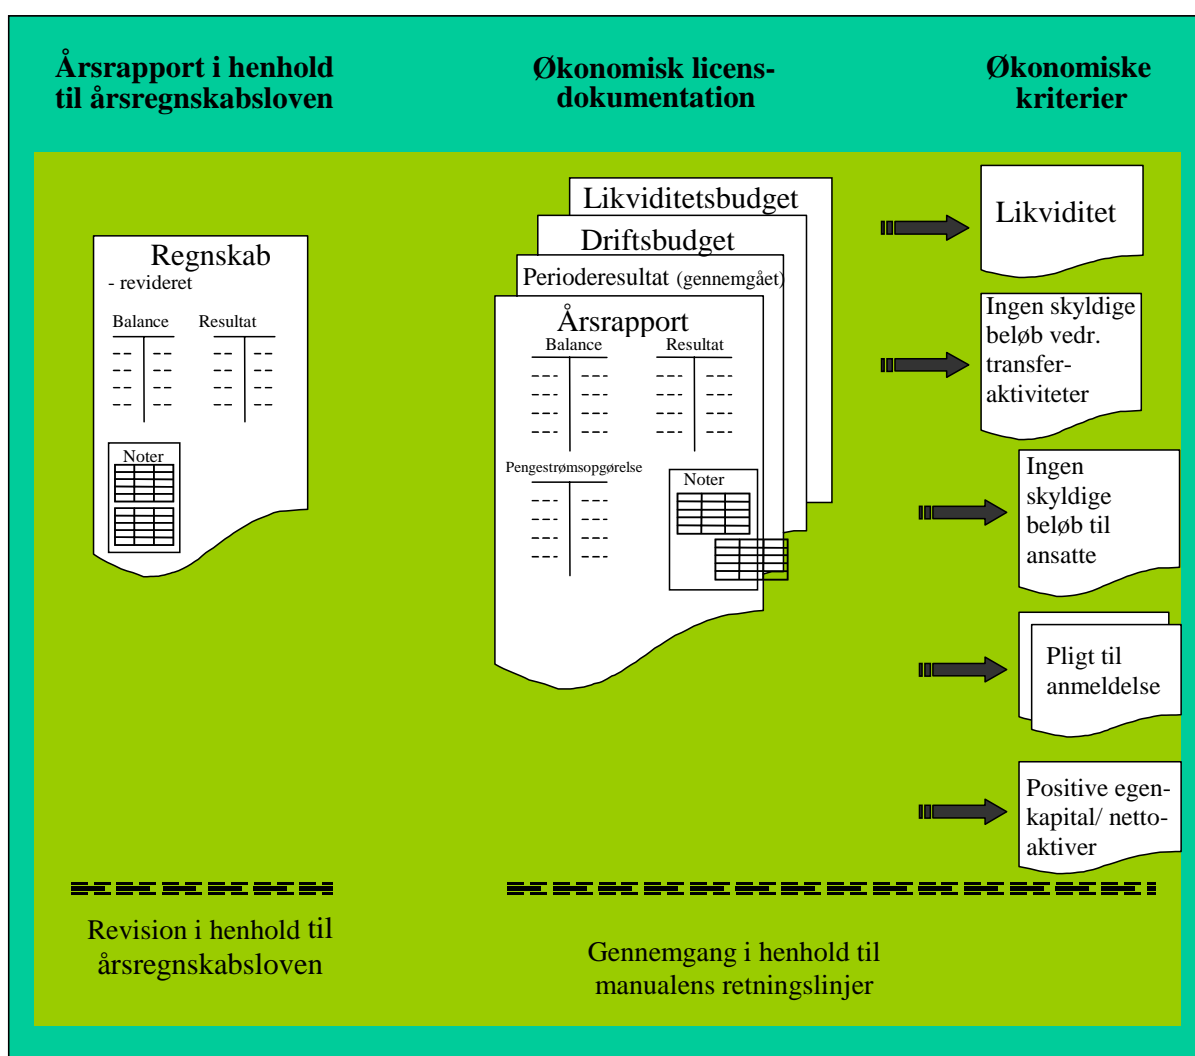 Årsrapport i henhold
til årsregnskabsloven
Økonomisk licens-
dokumentation
Økonomiske
kriterier
Regnskab
- revideret
Balance
Resultat
Noter
Likviditetsbudget
Driftsbudget
Perioderesultat (gennemgået)
Årsrapport
Balance
Resultat
Pengestrømsopgørelse
Noter
Likviditet
Ingen skyldige
beløb vedr.
transfer-
aktiviteter
Ingen
skyldige
beløb til
ansatte
Pligt til
anmeldelse
Positive egen-
kapital/ netto-
aktiver
Revision i henhold til
årsregnskabsloven
Gennemgang i henhold til
manualens retningslinjer